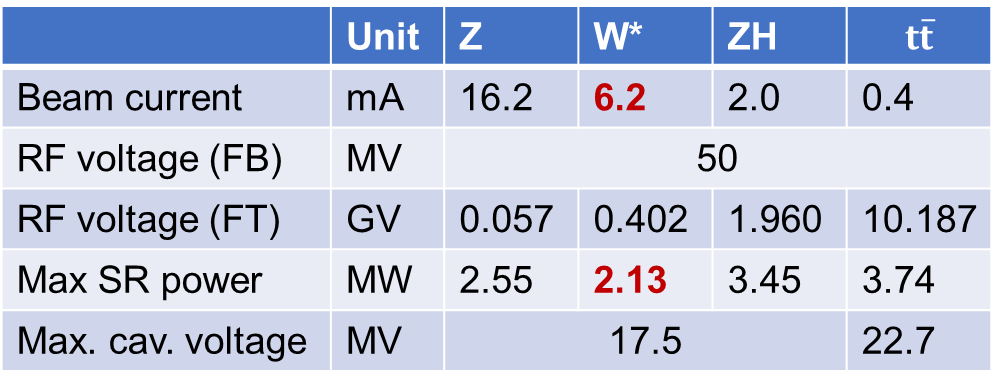 Unit Z W* ZH tt̄
Beam current mA 16.2 6.2 2.0 0.4
RF voltage (FB) MV 50
RF voltage (FT) GV 0.057 0.402 1.960 10.187
Max SR power MW 2.55 2.13 3.45 3.74
Max. cav. voltage MV 17.5 22.7